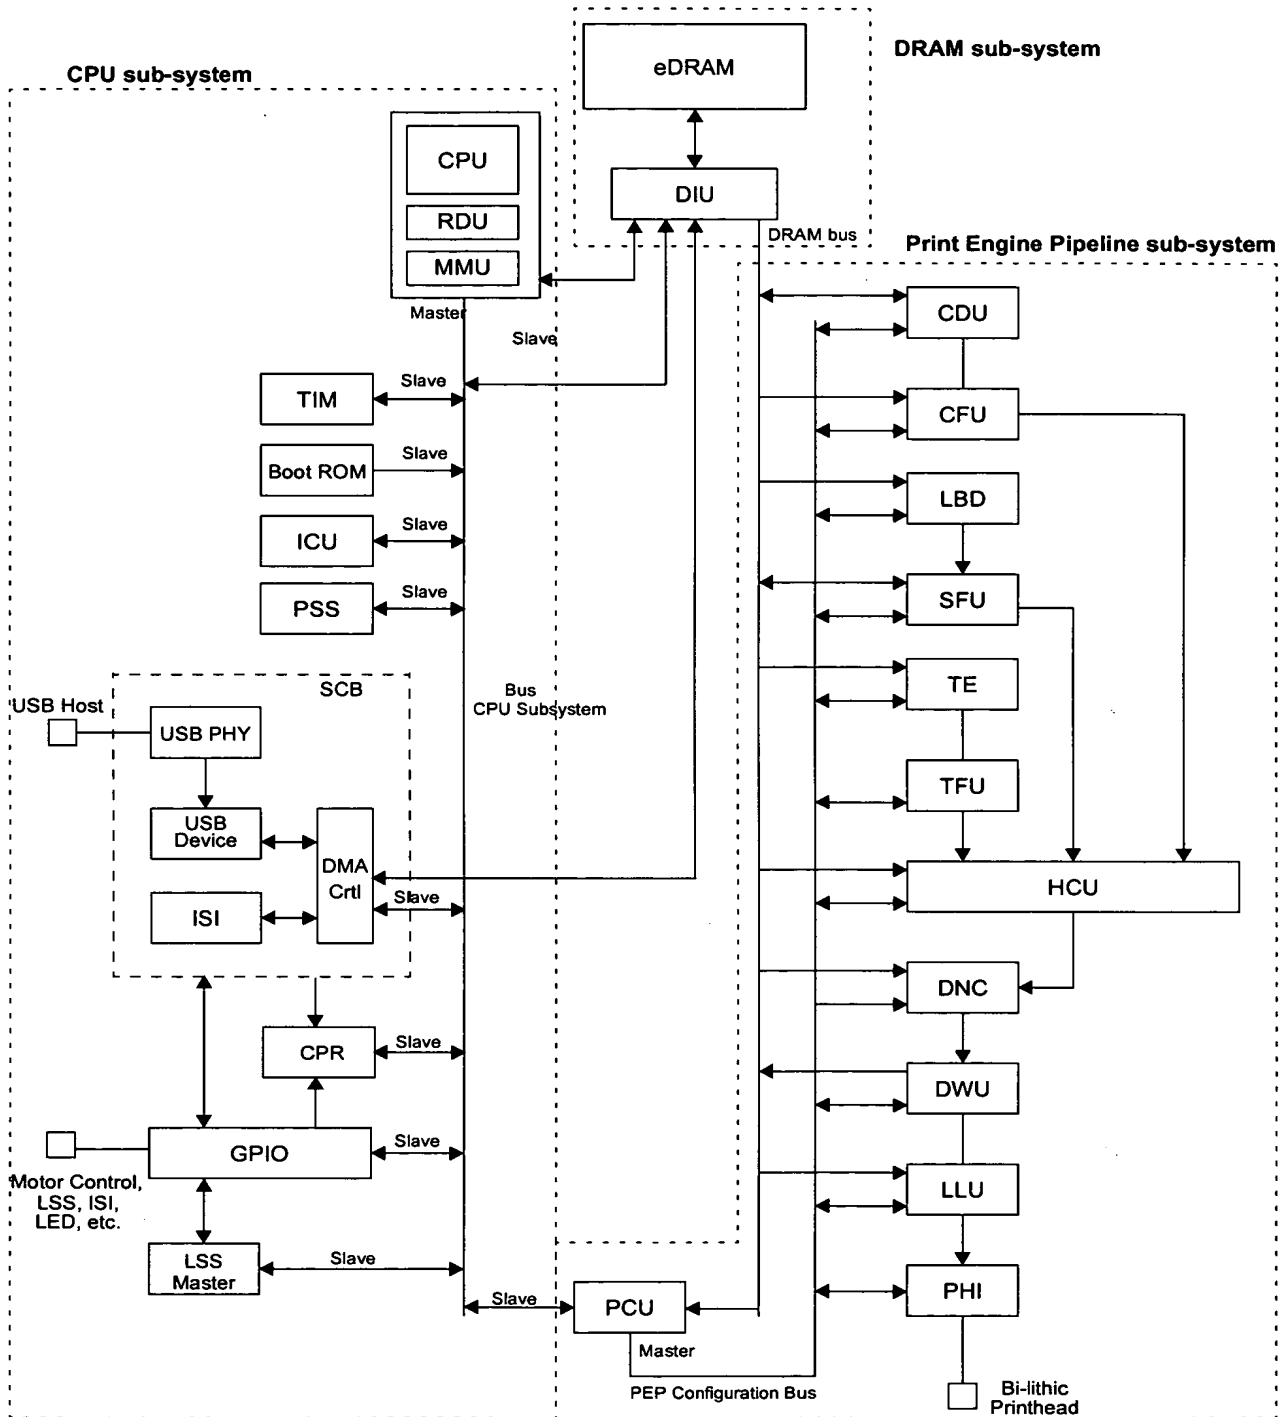 CPU sub-system
DRAM sub-system
eDRAM
CPU
RDU
MMU
Master
DIU
DRAM bus
Print Engine Pipeline sub-system
Slave
TIM
Slave
Boot ROM
Slave
ICU
Slave
PSS
Slave
SCB
USB Host
USB PHY
USB
Device
DMA
Crtl
ISI
Slave
Bus
CPU Subsystem
CPR
Slave
GPIO
Slave
Motor Control,
LSS, ISI,
LED, etc.
LSS
Master
Slave
Slave
PCU
Master
PEP Configuration Bus
CDU
CFU
LBD
SFU
TE
TFU
HCU
DNC
DWU
LLU
PHI
Bi-lithic
Printhead